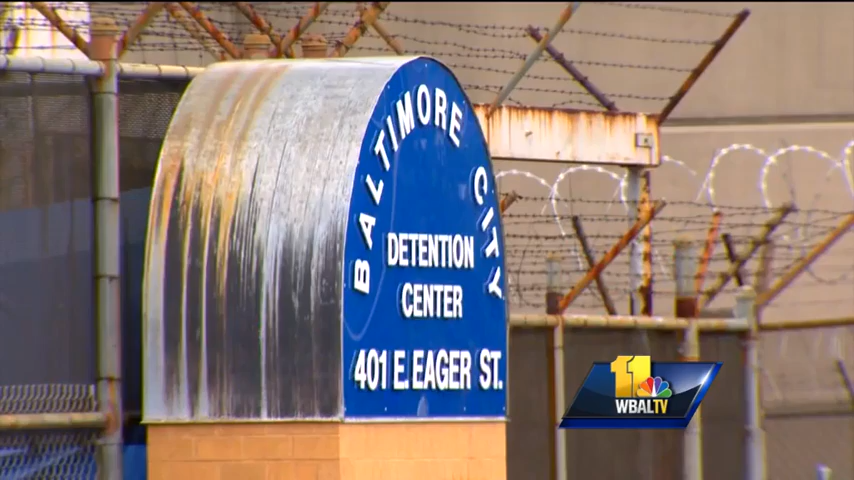 BALTIMORE CITY
DETENTION
CENTER
401 E. EAGER ST.
11
WBALTV